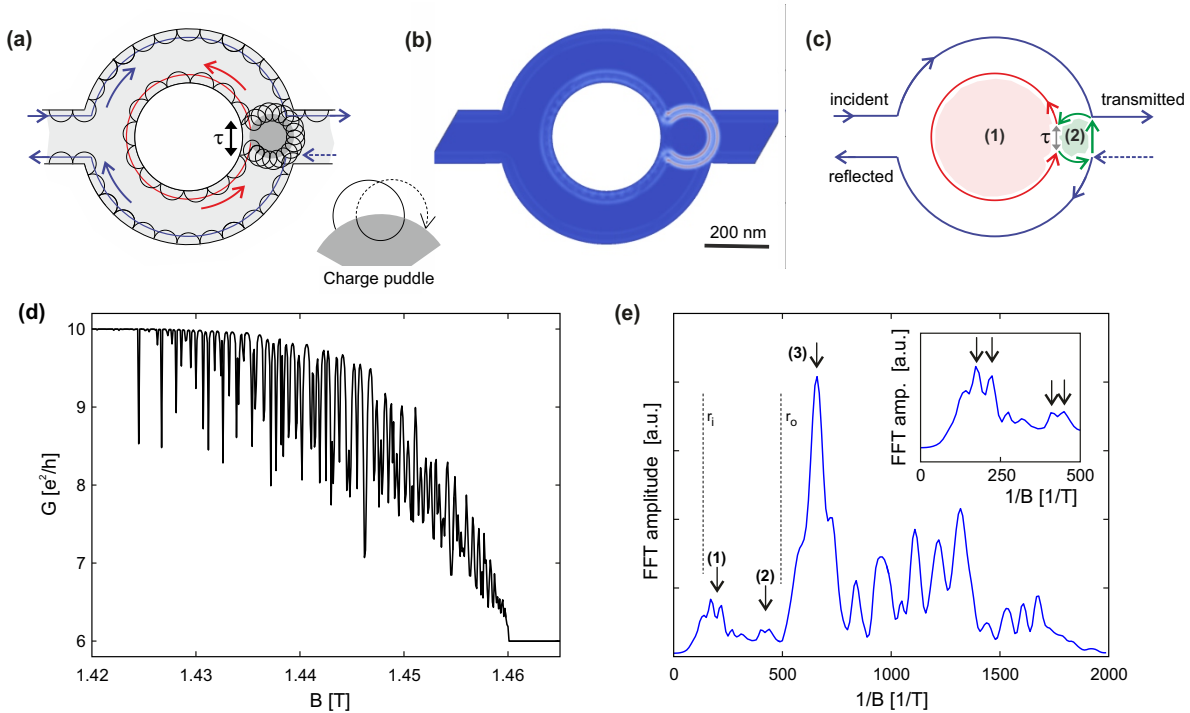 (a)
τ
Charge puddle
(b)
200 nm
(c)
incident
transmitted
(1)
τ
(2)
reflected
(d)
G [e²/h]
10
9
8
7
6
1.42
1.43
1.44
1.45
1.46
B [T]
(e)
FFT amplitude [a.u.]
(3)
r_i
r_o
(1)
(2)
0
500
1000
1500
2000
1/B [1/T]
FFT amp. [a.u.]
0
250
500
1/B [1/T]